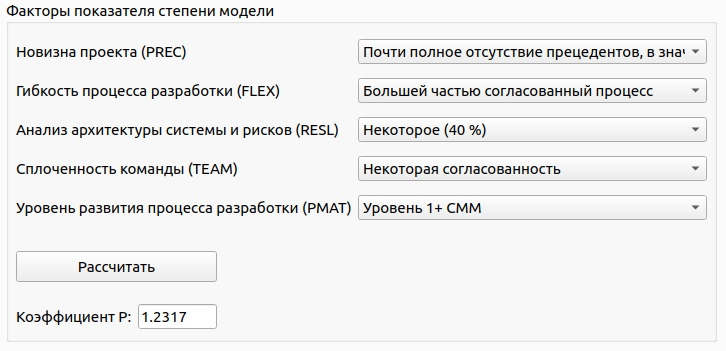 Факторы показателя степени модели
Новизна проекта (PREC) Почти полное отсутствие прецедентов, в знач
Гибкость процесса разработки (FLEX) Большей частью согласованный процесс
Анализ архитектуры системы и рисков (RESL) Некоторое (40 %)
Сплоченность команды (TEAM) Некоторая согласованность
Уровень развития процесса разработки (PMAT) Уровень 1+ СММ
Рассчитать
Коэффициент P: 1.2317